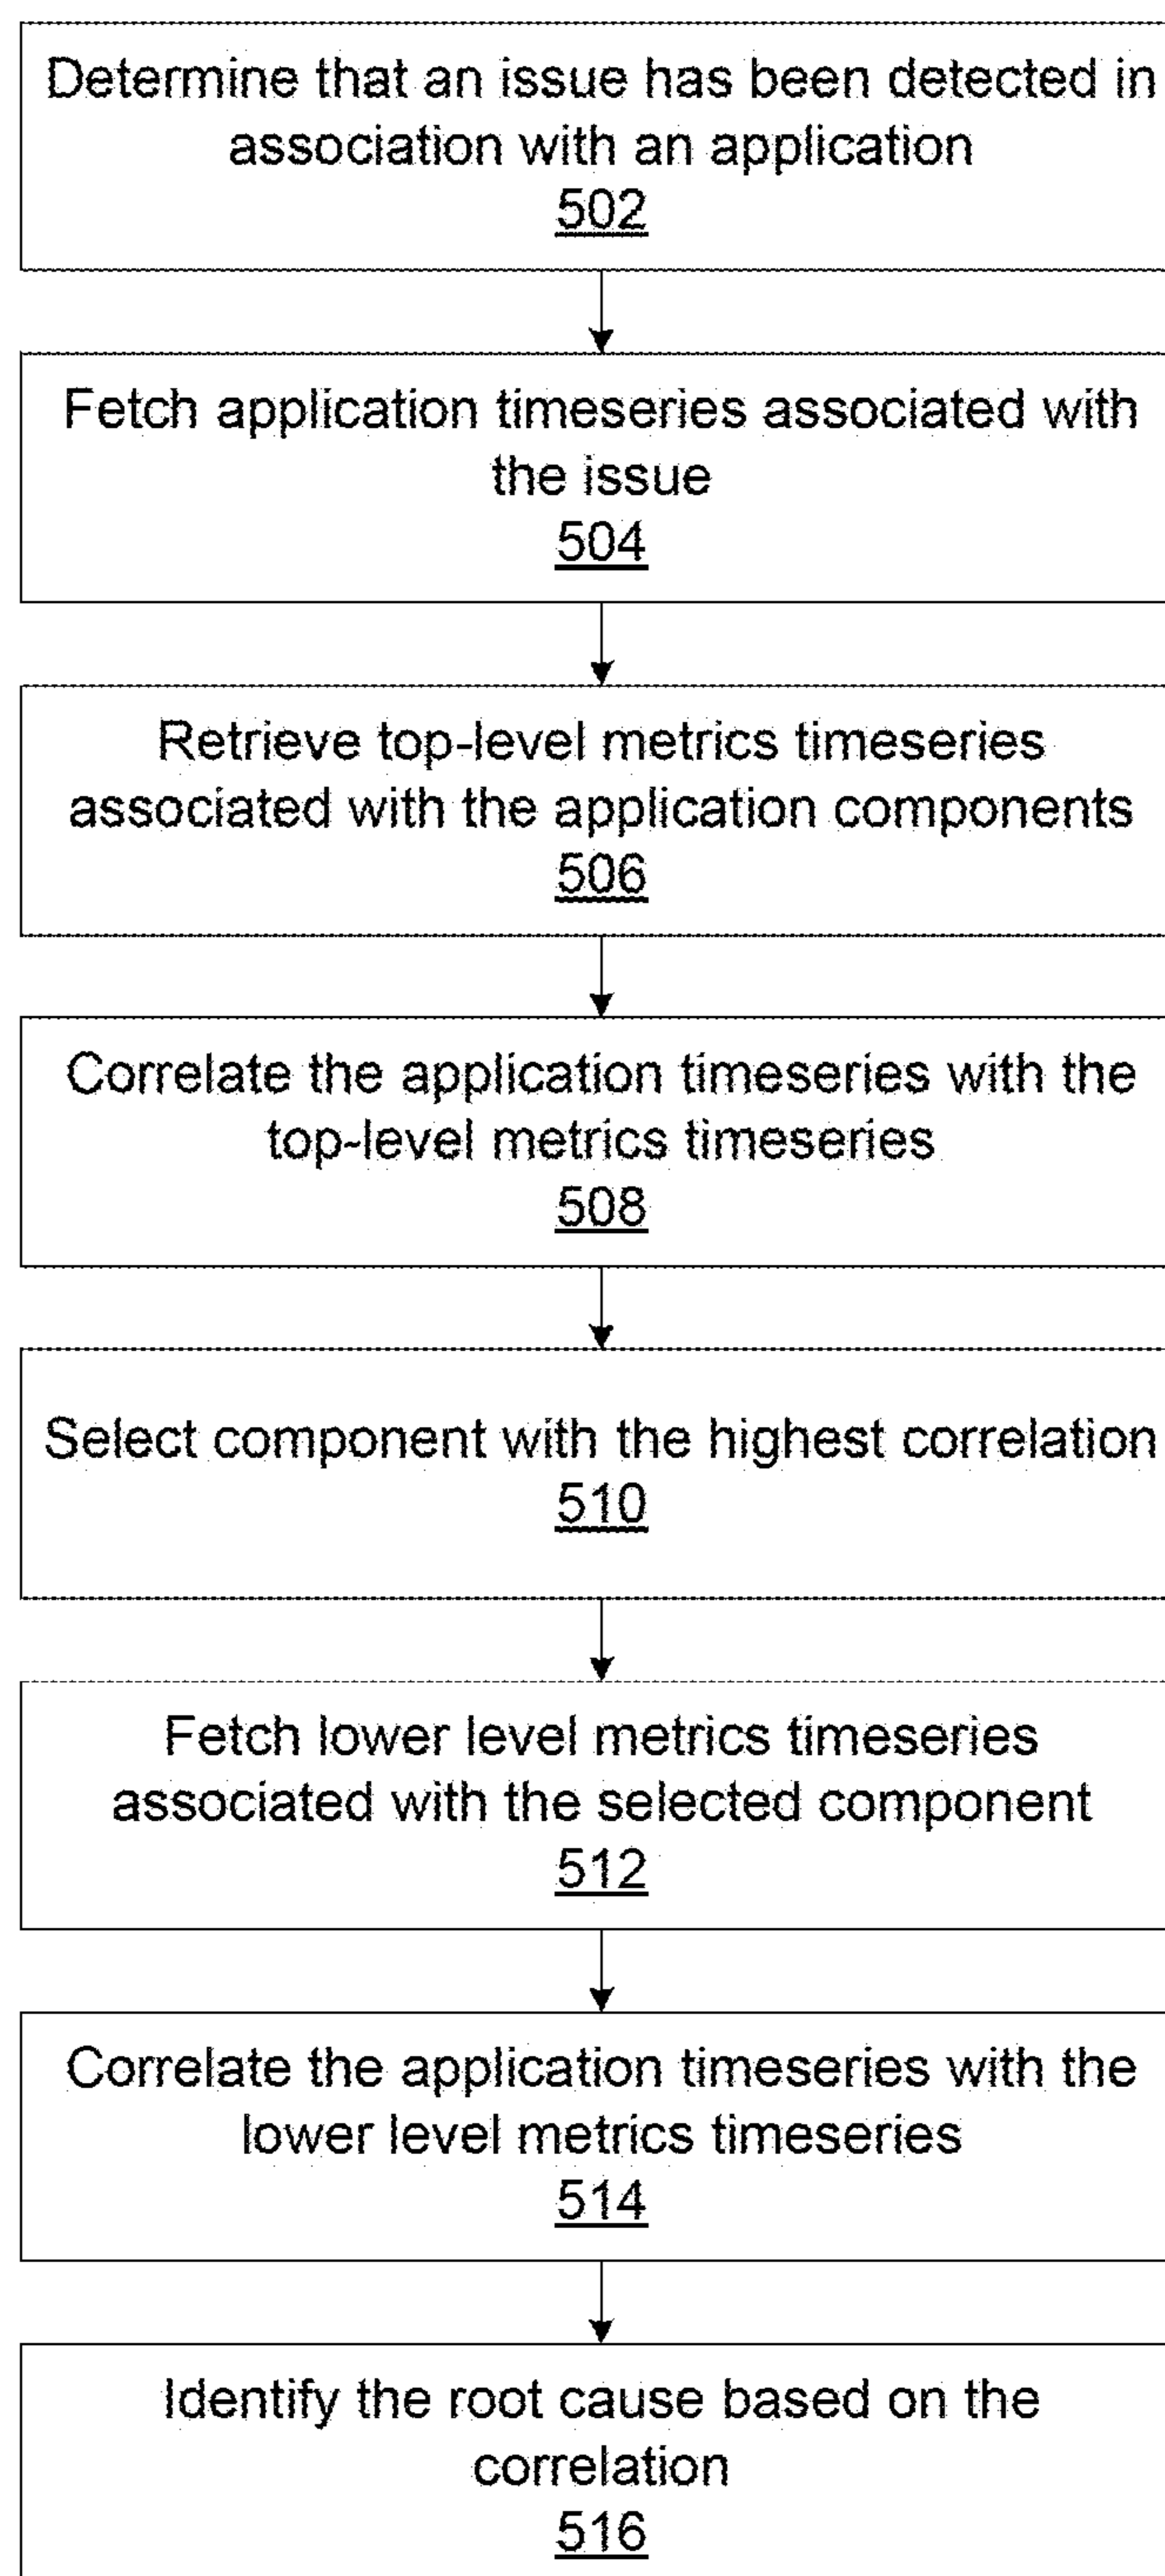 Determine that an issue has been detected in
association with an application
502
Fetch application timeseries associated with
the issue
504
Retrieve top-level metrics timeseries
associated with the application components
506
Correlate the application timeseries with the
top-level metrics timeseries
508
Select component with the highest correlation
510
Fetch lower level metrics timeseries
associated with the selected component
512
Correlate the application timeseries with the
lower level metrics timeseries
514
Identify the root cause based on the
correlation
516